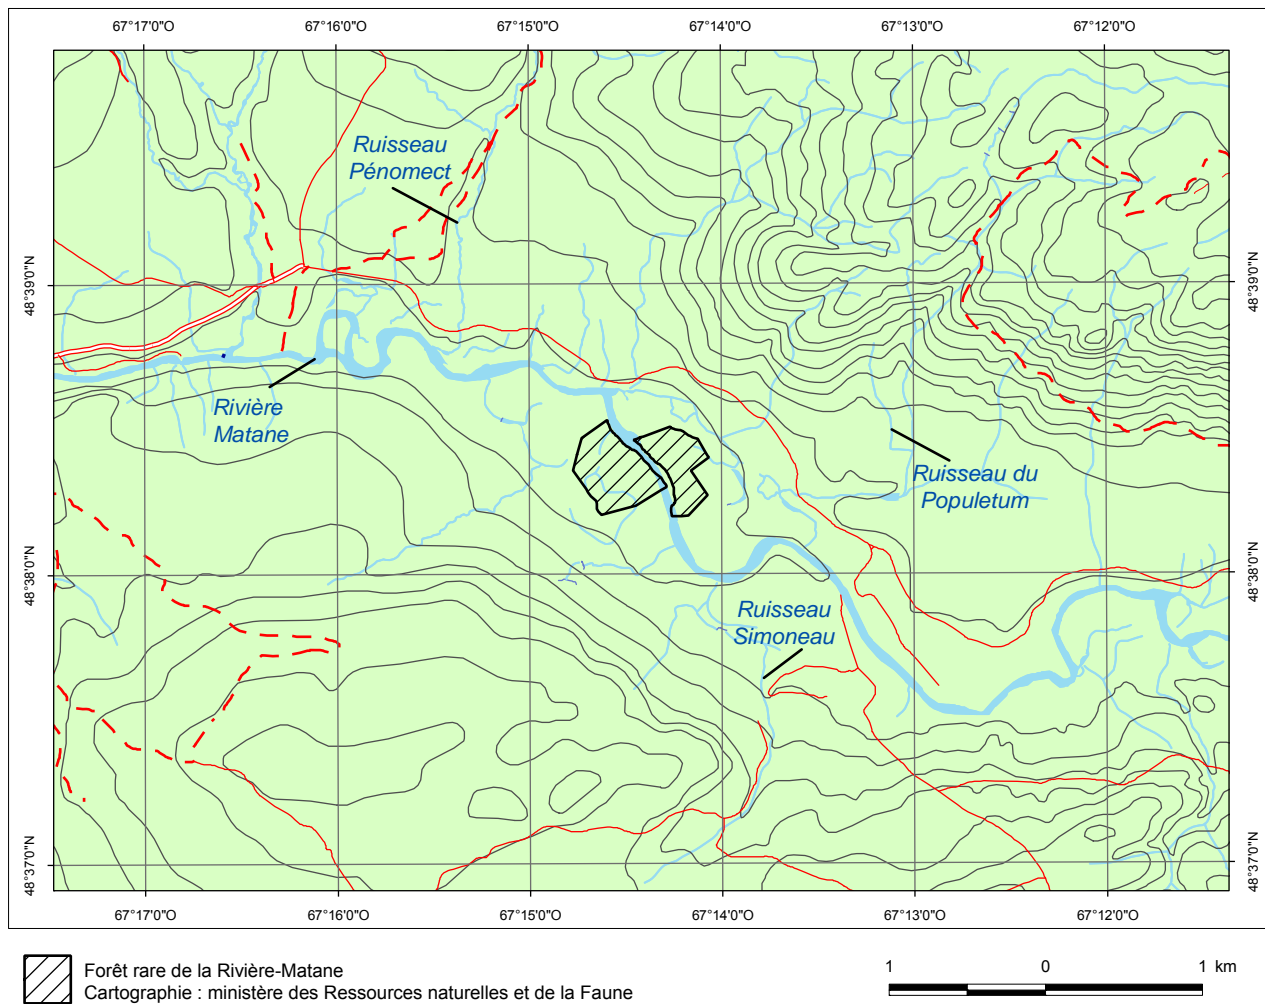 67°17'0"O 67°16'0"O 67°15'0"O 67°14'0"O 67°13'0"O 67°12'0"O
Ruisseau
Pénomect
48°39'0"N
48°39'0"N
Rivière
Matane
Ruisseau du
Populetum
48°38'0"N
48°38'0"N
Ruisseau
Simoneau
48°37'0"N
48°37'0"N
67°17'0"O 67°16'0"O 67°15'0"O 67°14'0"O 67°13'0"O 67°12'0"O
Forêt rare de la Rivière-Matane
Cartographie : ministère des Ressources naturelles et de la Faune
1 0 1 km